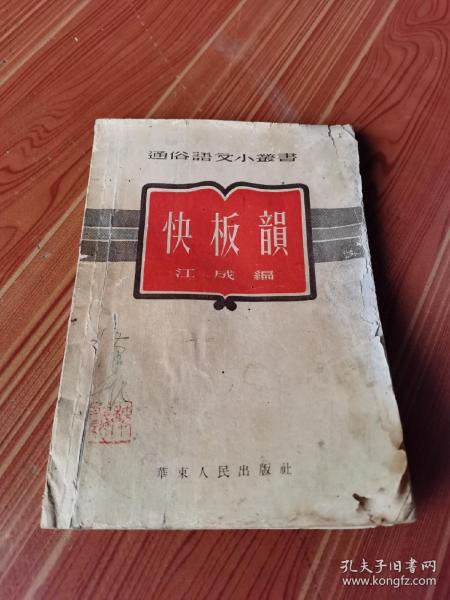 通俗語文小叢書
快板韻
江成編
華東人民出版社
孔夫子旧书网
www.kongfz.com